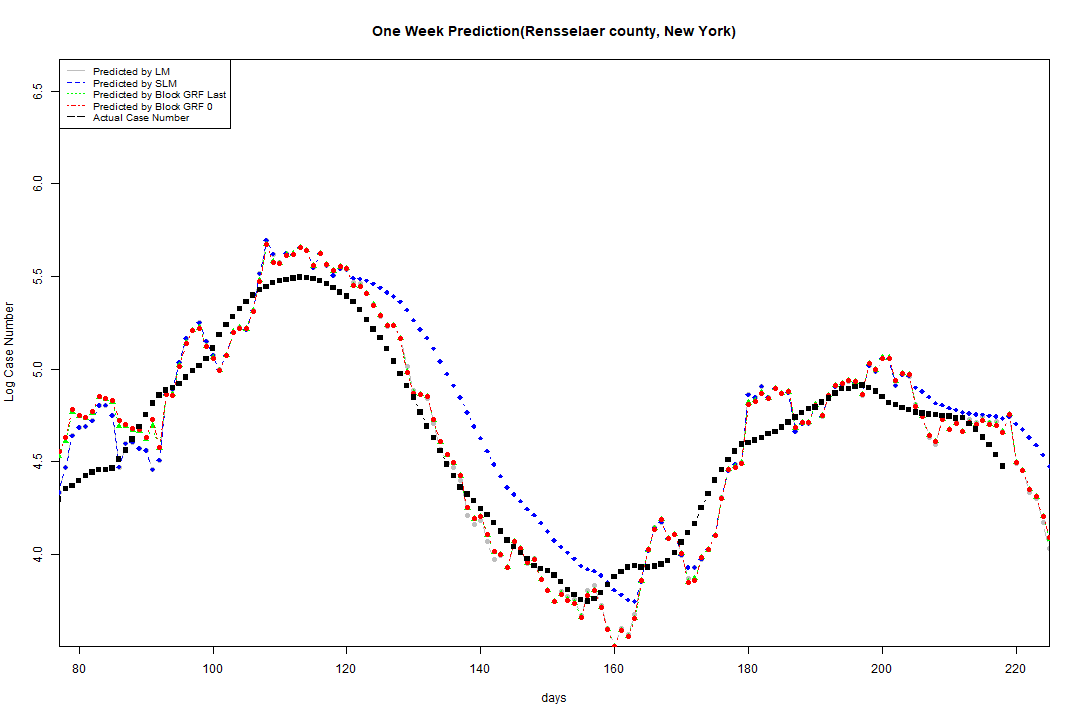 One Week Prediction(Rensselaer county, New York)
Predicted by LM
Predicted by SLM
Predicted by Block GRF Last
Predicted by Block GRF 0
Actual Case Number
6.5
6.0
5.5
5.0
4.5
4.0
Log Case Number
80 100 120 140 160 180 200 220
days